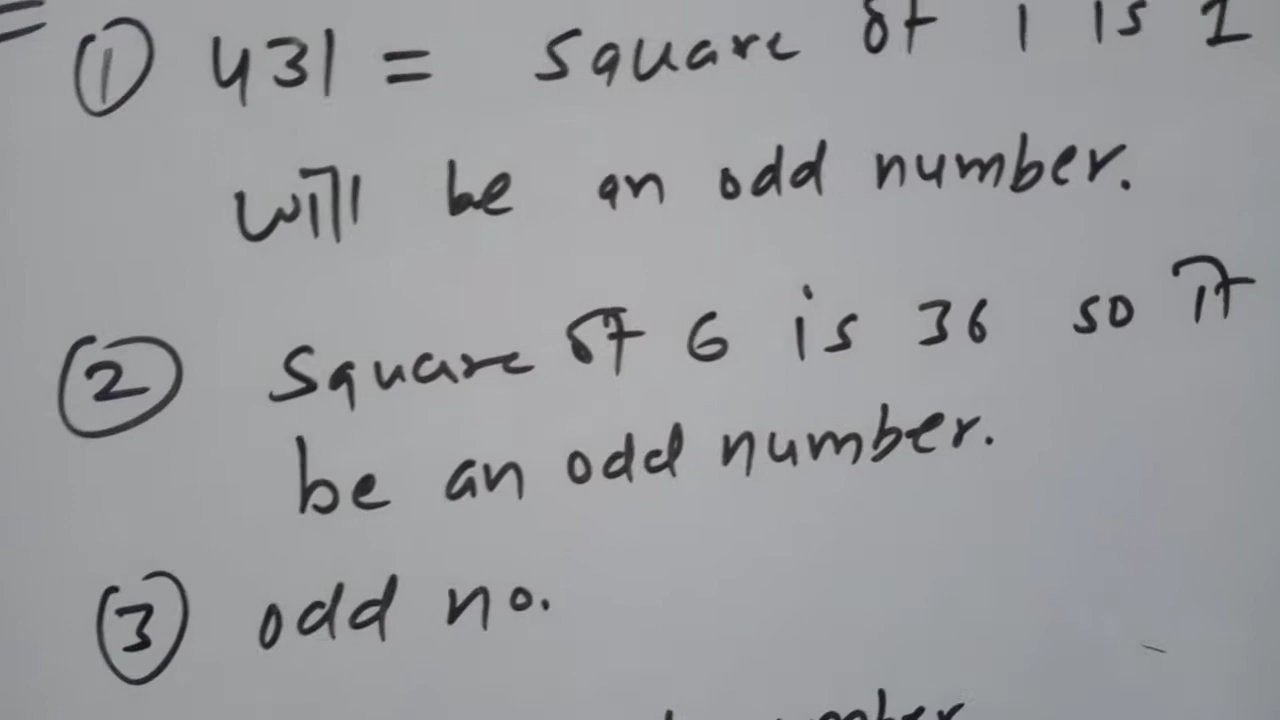 ① 431 = square of 1 is 1
will be an odd number.
② square of 6 is 36 so it
be an odd number.
③ odd no.
number